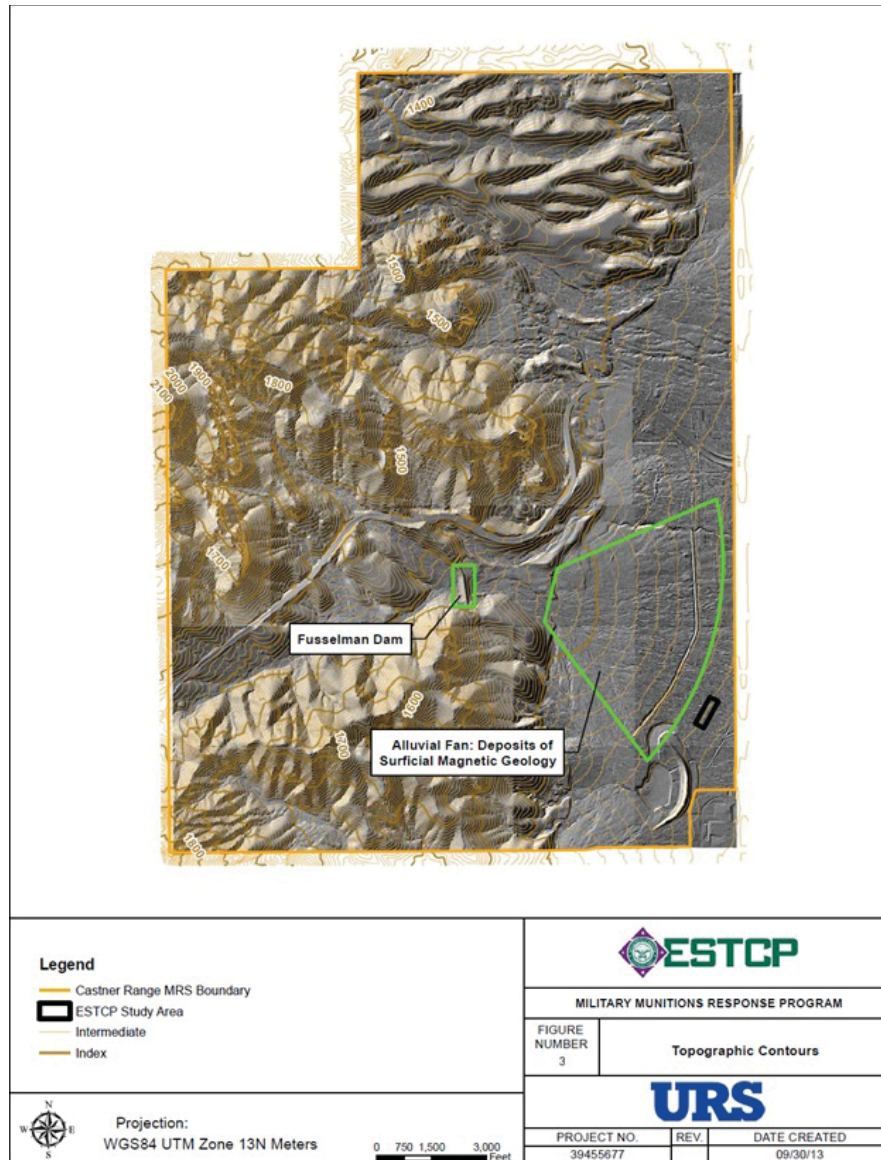 1400
1500
1500
1900
2000
2100
1800
1500
1700
Fusselman Dam
1600
1700
Alluvial Fan: Deposits of
Surficial Magnetic Geology
1800
Legend
Castner Range MRS Boundary
ESTCP Study Area
Intermediate
Index
N
W E
S
Projection:
WGS84 UTM Zone 13N Meters
0 750 1,500 3,000
Feet
ESTCP
MILITARY MUNITIONS RESPONSE PROGRAM
FIGURE
NUMBER
3
Topographic Contours
URS
PROJECT NO.
39455677
REV.
DATE CREATED
09/30/13